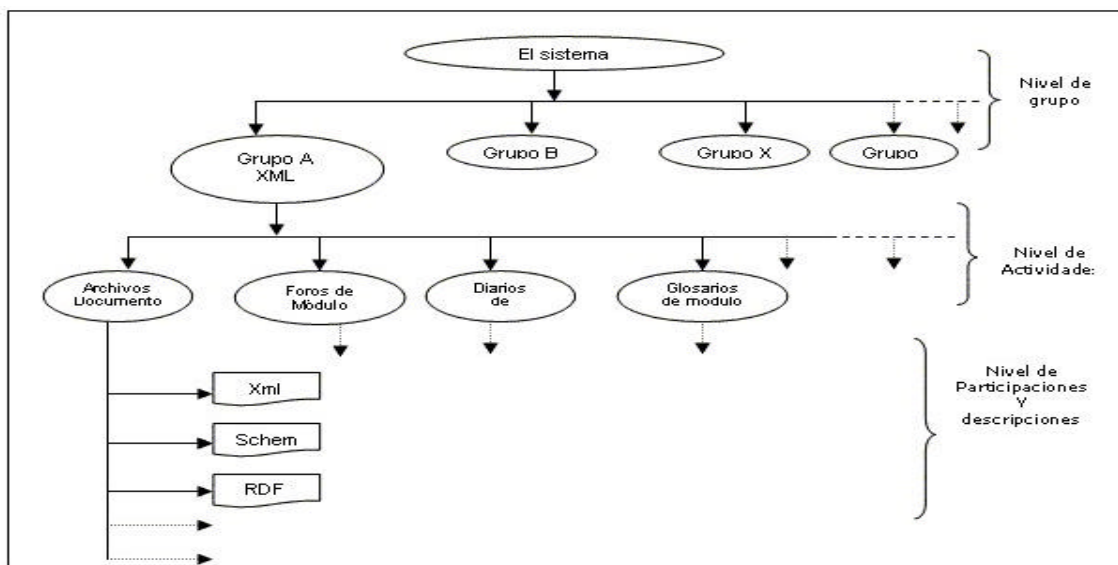 El sistema
Nivel de
grupo
Grupo A
XML
Grupo B
Grupo X
Grupo
Nivel de
Actividade:
Archivos
Documento
Foros de
Módulo
Diarios
de
Glosarios
de modulo
Nivel de
Participaciones
Y
descripciones
Xml
Schem
RDF